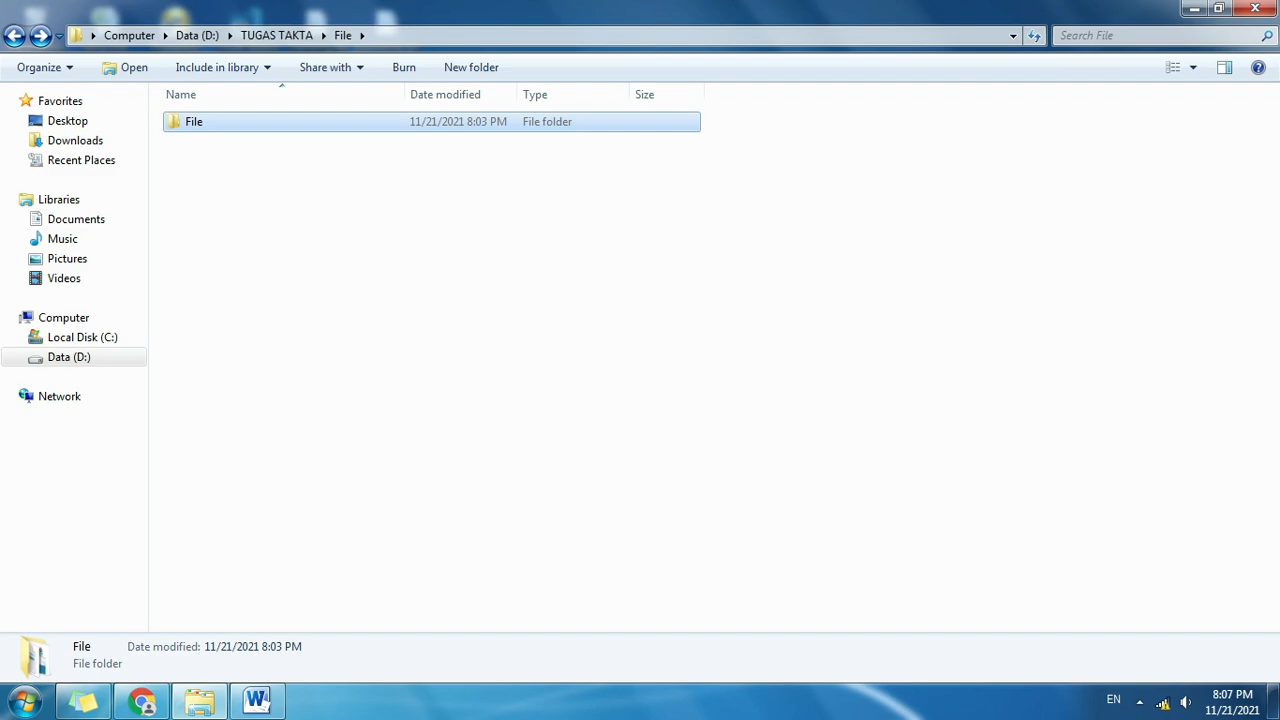 Computer Data (D:) TUGAS TAKTA File Search File
Organize Open Include in library Share with Burn New folder
Name Date modified Type Size
File 11/21/2021 8:03 PM File folder
Favorites
Desktop
Downloads
Recent Places
Libraries
Documents
Music
Pictures
Videos
Computer
Local Disk (C:)
Data (D:)
Network
File Date modified: 11/21/2021 8:03 PM
File folder
EN 8:07 PM
11/21/2021